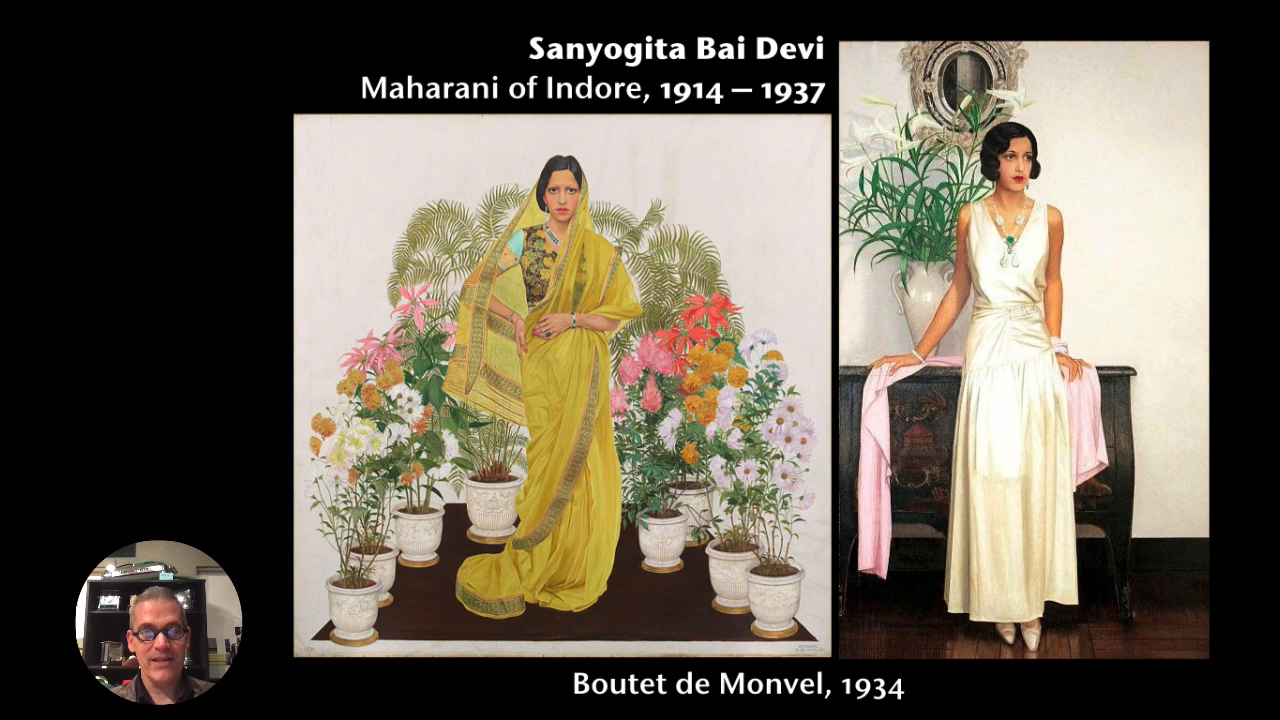 Sanyogita Bai Devi
Maharani of Indore, 1914 – 1937
Boutet de Monvel, 1934